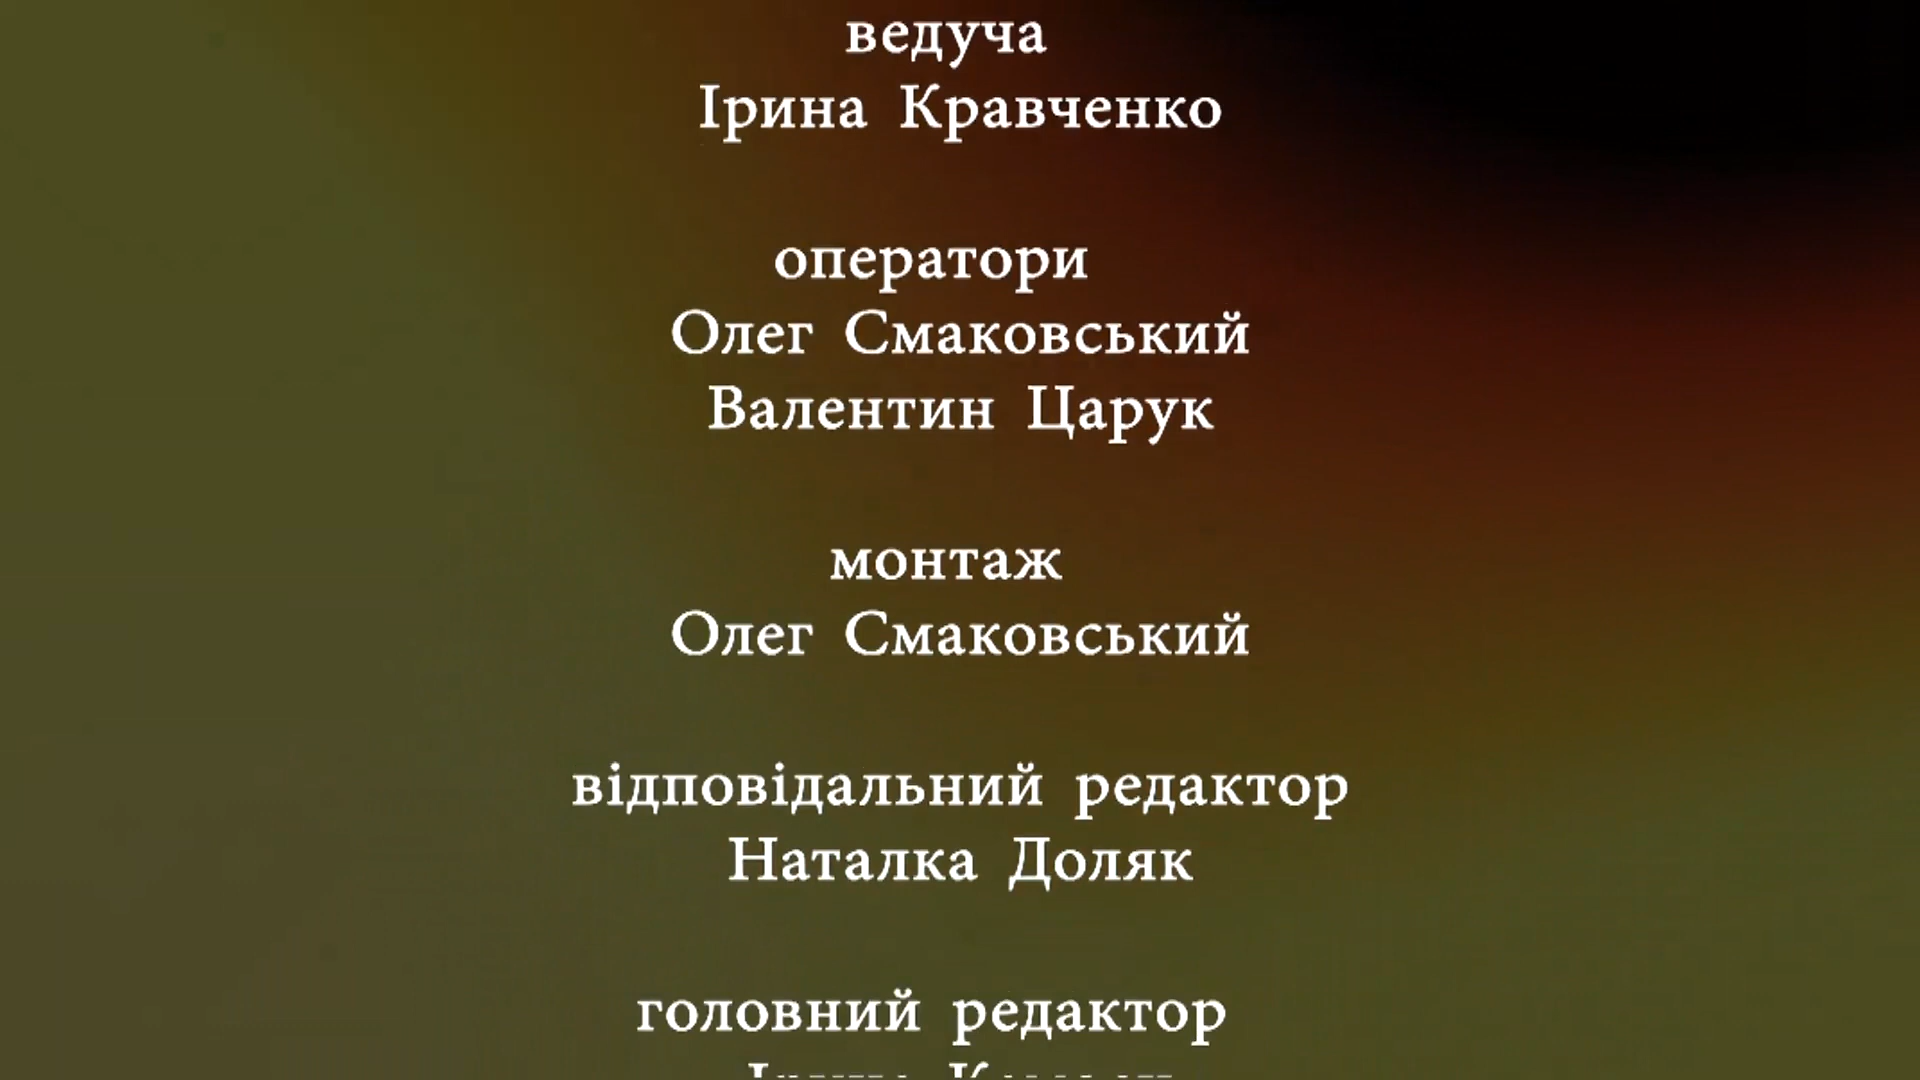 ведуча
Ірина Кравченко
оператори
Олег Смаковський
Валентин Царук
монтаж
Олег Смаковський
відповідальний редактор
Наталка Доляк
головний редактор